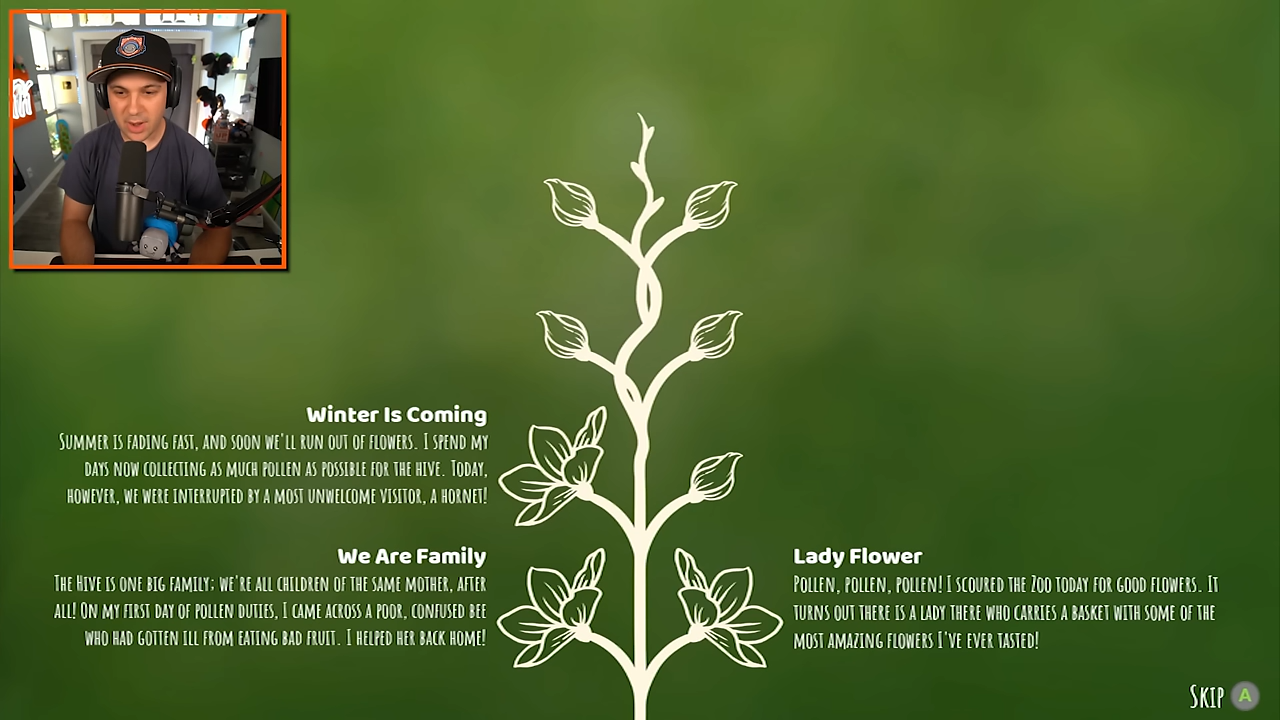 Winter Is Coming
Summer is fading fast, and soon we'll run out of flowers. I spend my
days now collecting as much pollen as possible for the hive. Today,
however, we were interrupted by a most unwelcome visitor, a hornet!
We Are Family
The Hive is one big family; we're all children of the same mother, after
all! On my first day of pollen duties, I came across a poor, confused bee
who had gotten ill from eating bad fruit. I helped her back home!
Lady Flower
Pollen, pollen, pollen! I scoured the Zoo today for good flowers. It
turns out there is a lady there who carries a basket with some of the
most amazing flowers I've ever tasted!
Skip A